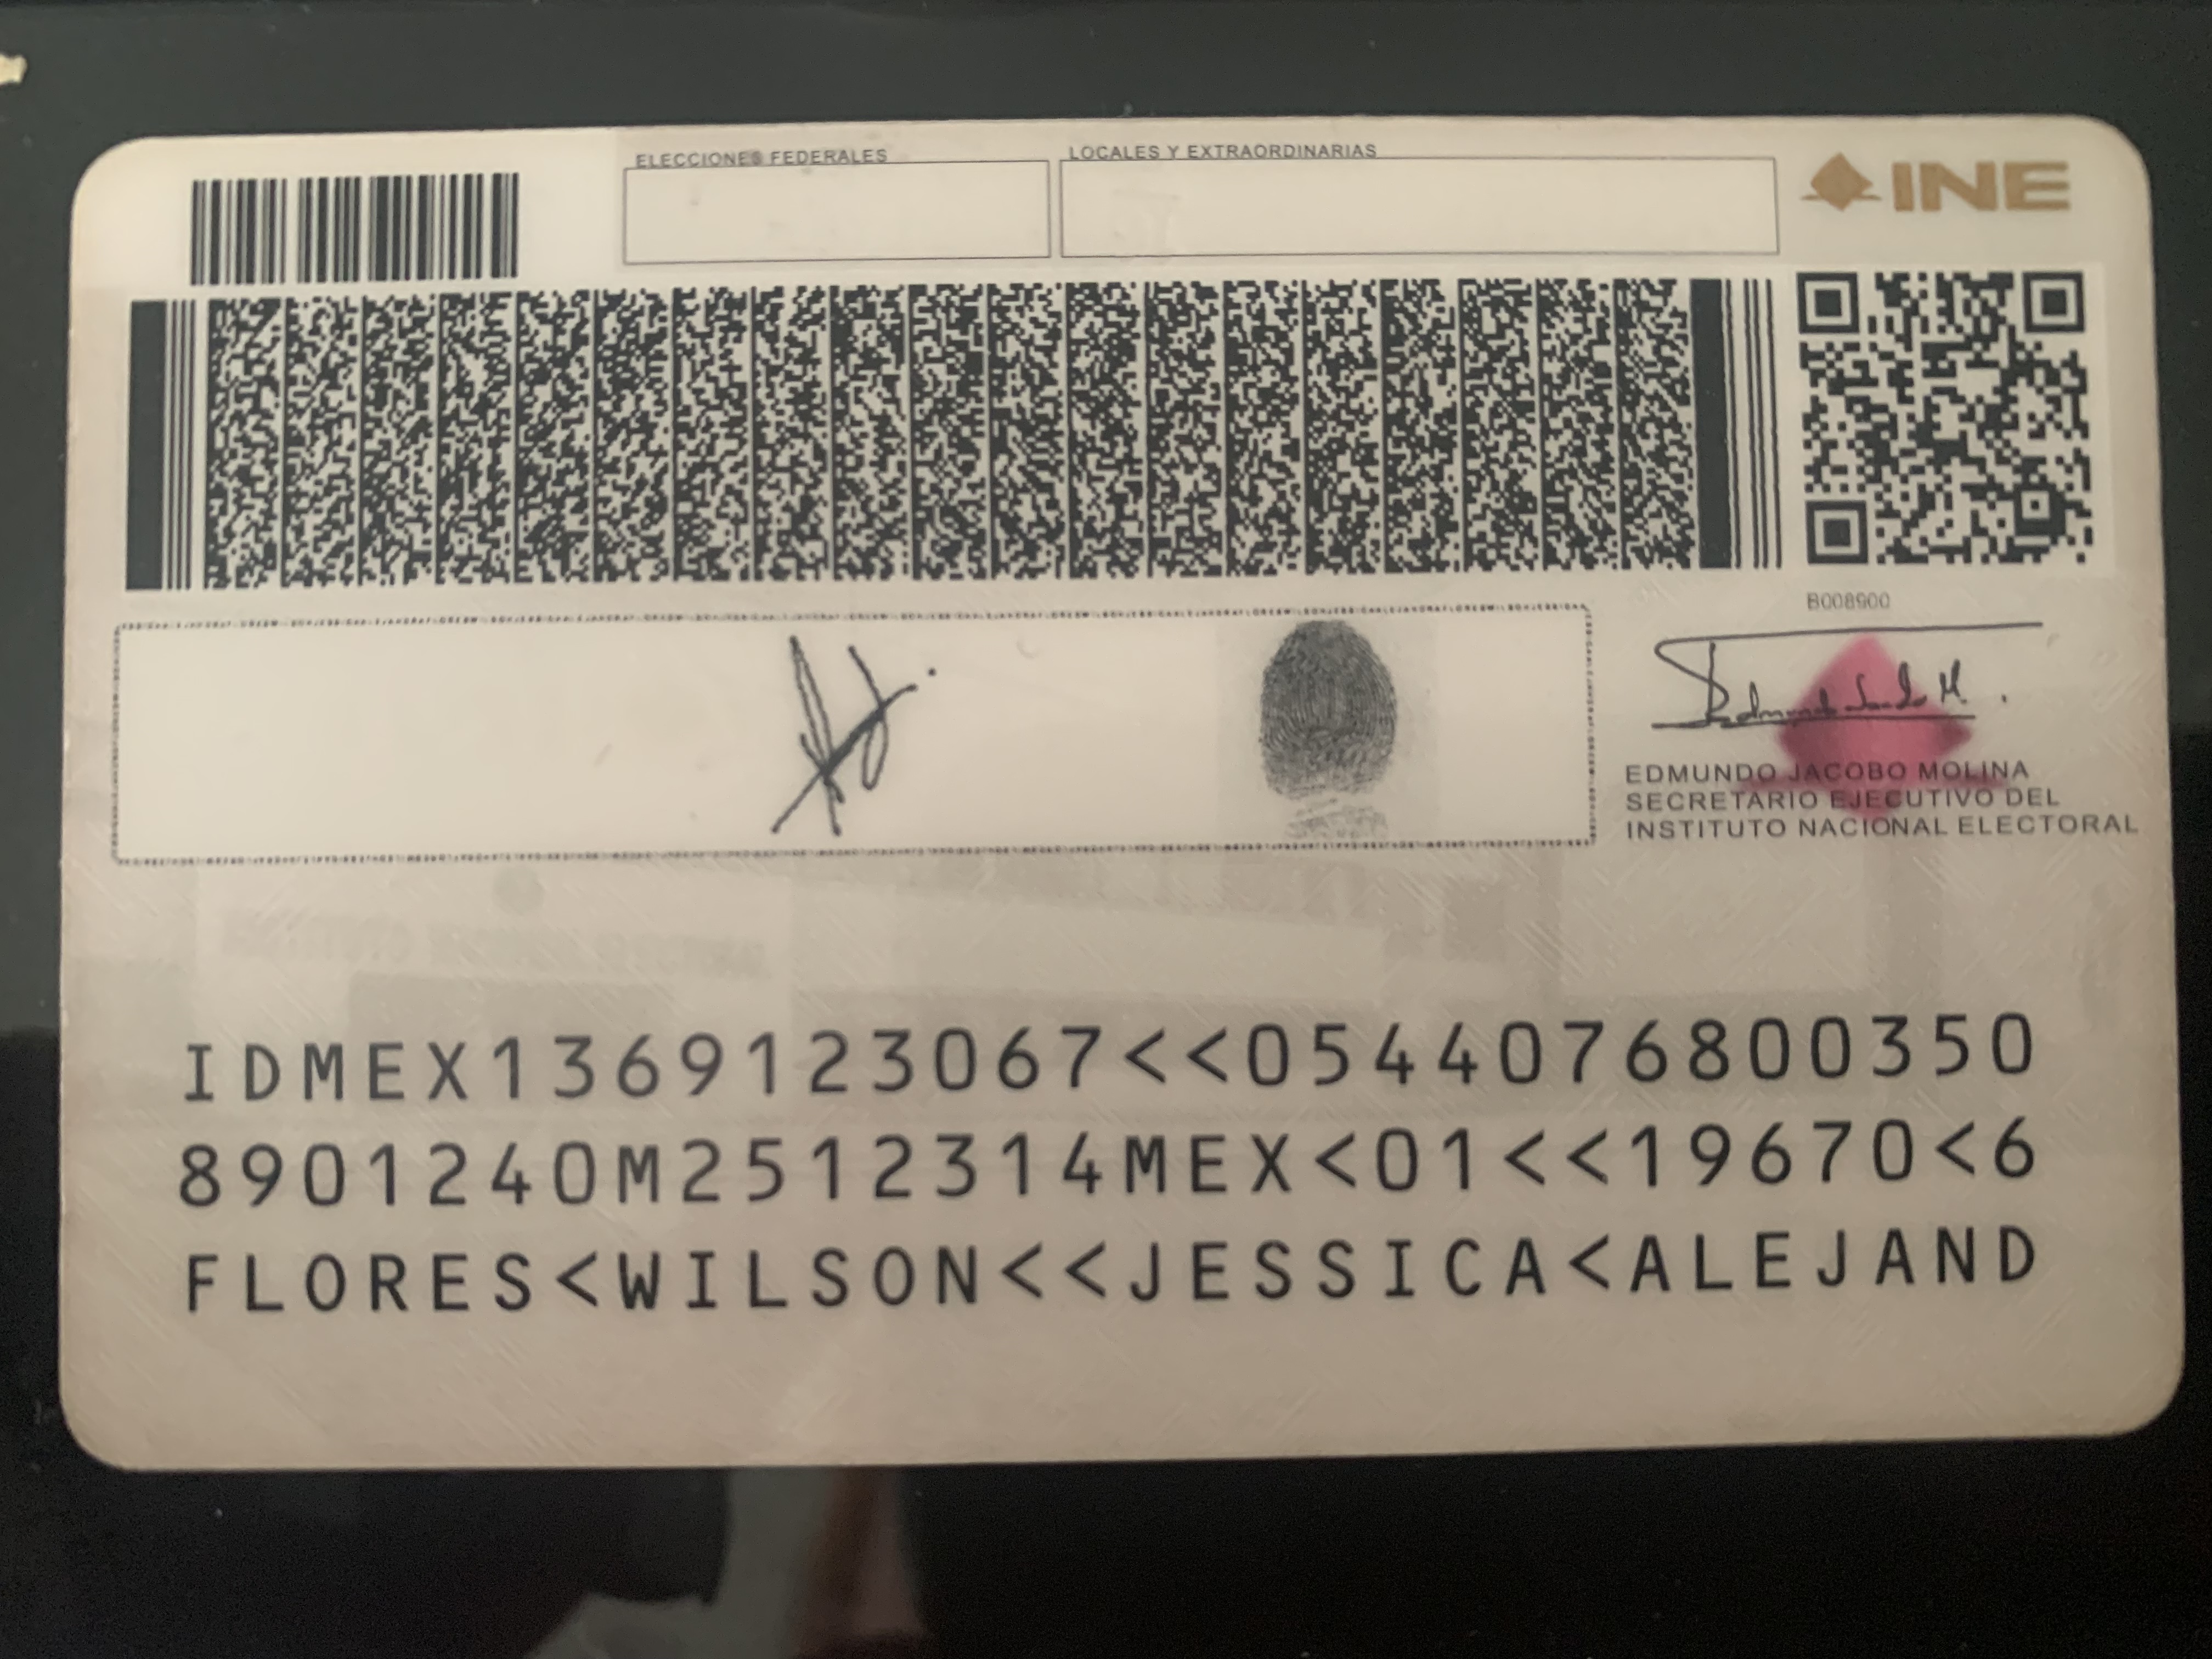 ELECCIONES FEDERALES
LOCALES Y EXTRAORDINARIAS
INE
B008900
EDMUNDO JACOBO MOLINA
SECRETARIO EJECUTIVO DEL
INSTITUTO NACIONAL ELECTORAL
IDMEX1369123067<<0544076800350
8901240M2512314MEX<01<<19670<6
FLORES<WILSON<<JESSICA<ALEJAND